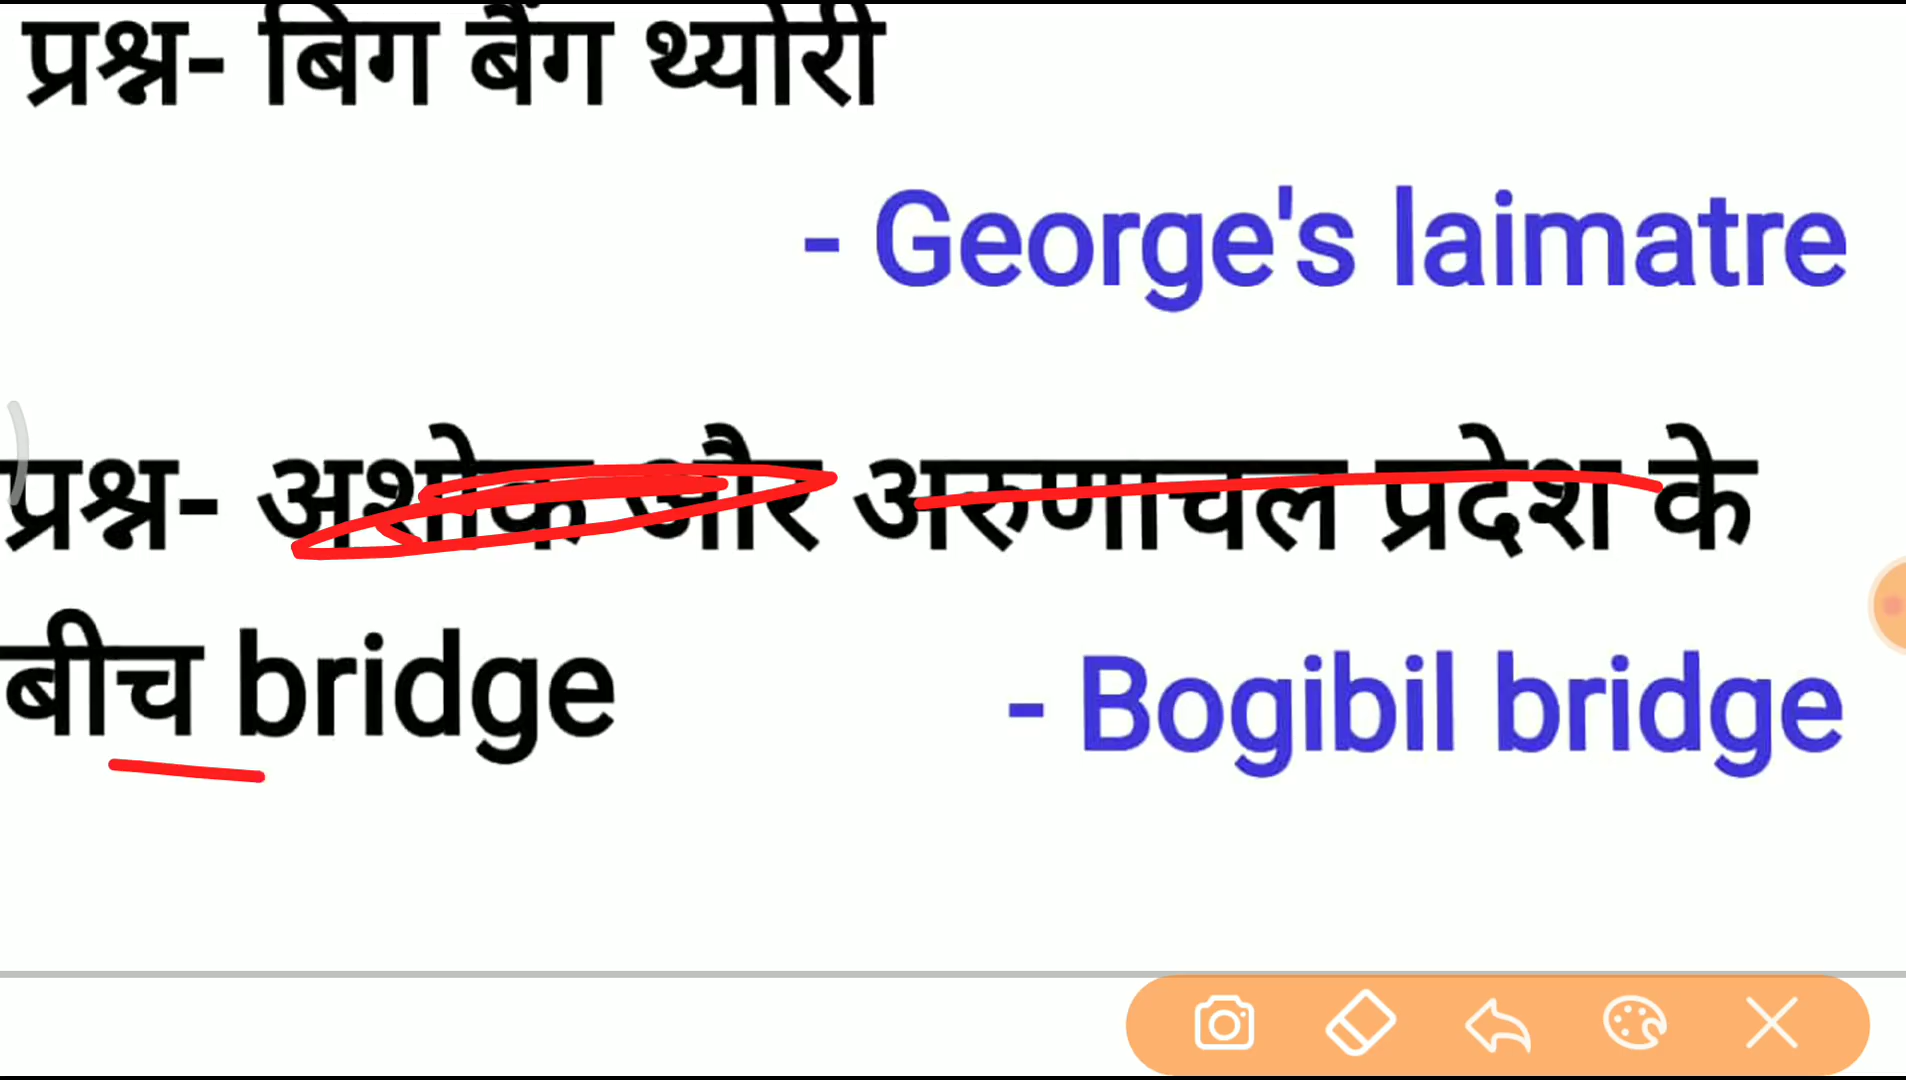 प्रश्न- बिग बैंग थ्योरी
- George's laimatre
प्रश्न- अशोक और अरुणाचल प्रदेश के
बीच bridge - Bogibil bridge